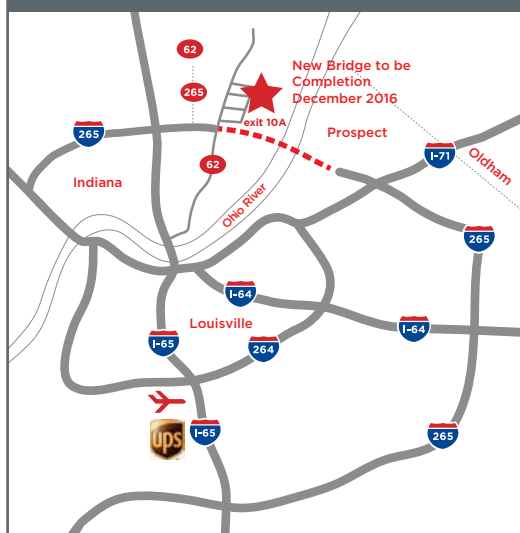 62
265
New Bridge to be
Completion
December 2016
exit 10A
Prospect
265
62
I-71
Oldham
Indiana
Ohio River
265
I-64
Louisville
I-65
264
I-64
ups
I-65
265